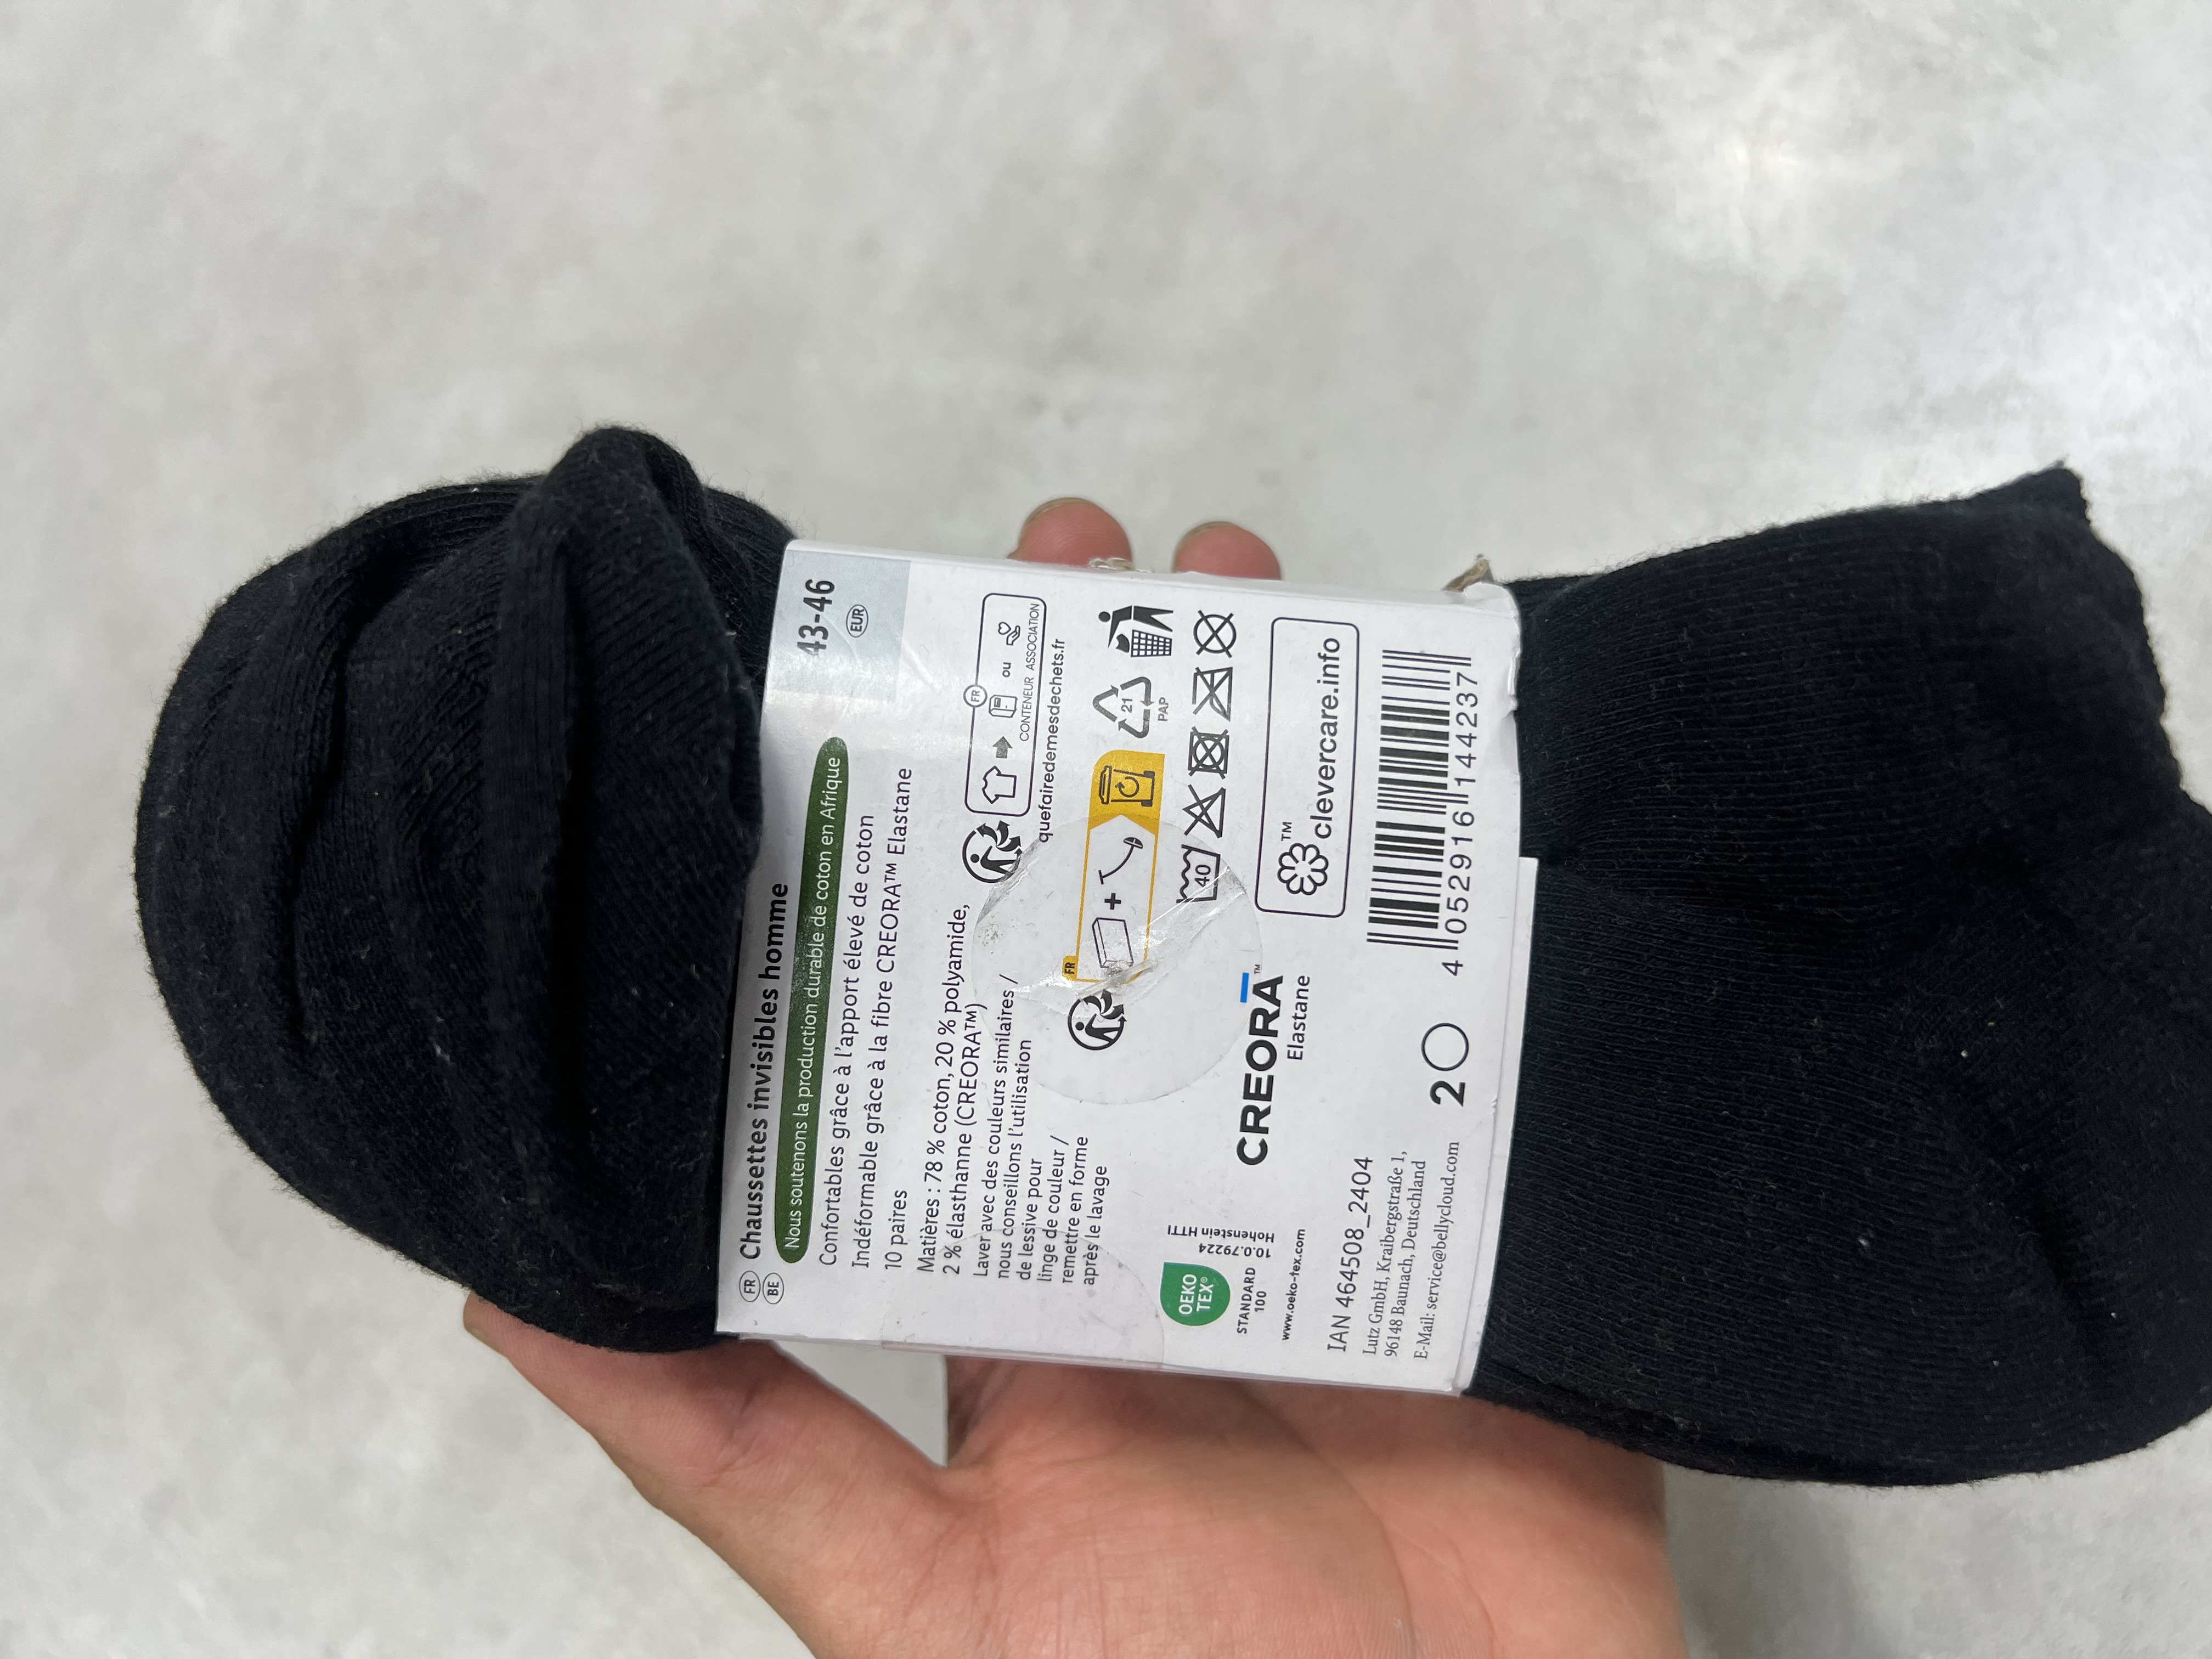 FR
BE
Chaussettes invisibles homme
43-46
EUR
Nous soutenons la production durable de coton en Afrique
Confortables grâce à l'apport élevé de coton
Indéformable grâce à la fibre CREORA™ Elastane
10 paires
Matières : 78 % coton, 20 % polyamide,
2 % élasthanne (CREORA™)
Laver avec des couleurs similaires /
nous conseillons l'utilisation
de lessive pour
linge de couleur /
remettre en forme
après le lavage
FR
ou
CONTENEUR ASSOCIATION
quefairedemesdechets.fr
FR
+
21
PAP
40
OEKO
TEX®
STANDARD
100
10.0.79224
Hohenstein HTTI
www.oeko-tex.com
CREORA™
Elastane
™
clevercare.info
IAN 464508_2404
Lutz GmbH, Kraibergstraße 1,
96148 Baunach, Deutschland
E-Mail: service@bellycloud.com
2
4 052916 144237